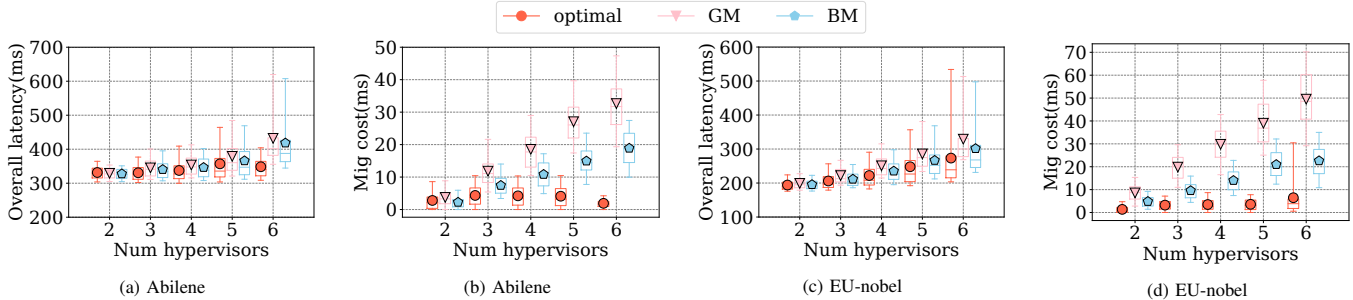 optimal GM BM
Overall latency(ms)
700
600
500
400
300
200
2 3 4 5 6
Num hypervisors
(a) Abilene
Mig cost(ms)
50
40
30
20
10
0
2 3 4 5 6
Num hypervisors
(b) Abilene
Overall latency(ms)
600
500
400
300
200
100
2 3 4 5 6
Num hypervisors
(c) EU-nobel
Mig cost(ms)
70
60
50
40
30
20
10
0
2 3 4 5 6
Num hypervisors
(d) EU-nobel